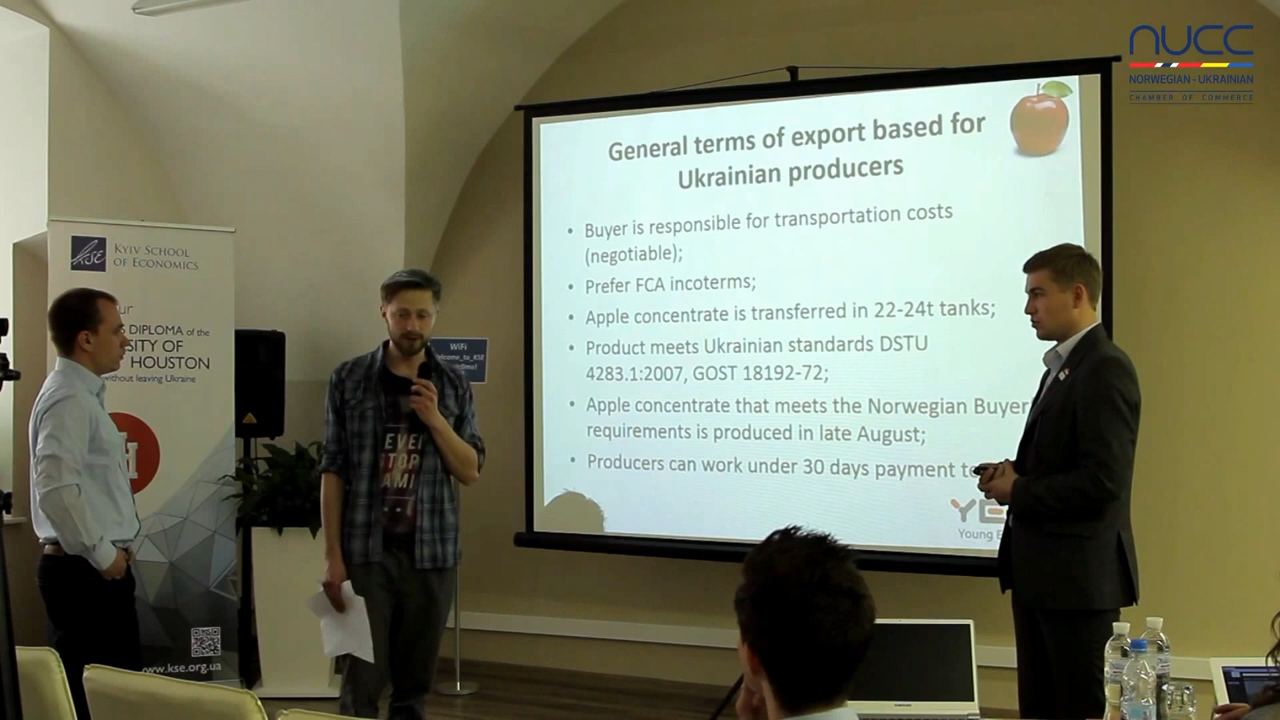 NUCC
NORWEGIAN - UKRAINIAN
CHAMBER OF COMMERCE
General terms of export based for
Ukrainian producers
• Buyer is responsible for transportation costs
(negotiable);
• Prefer FCA incoterms;
• Apple concentrate is transferred in 22-24t tanks;
• Product meets Ukrainian standards DSTU
4283.1:2007, GOST 18192-72;
• Apple concentrate that meets the Norwegian Buyer
requirements is produced in late August;
• Producers can work under 30 days payment
Young
KSE
KYIV SCHOOL
OF ECONOMICS
DIPLOMA of the
OF
HOUSTON
without leaving Ukraine
www.kse.org.ua
WiFi
SAMSUNG